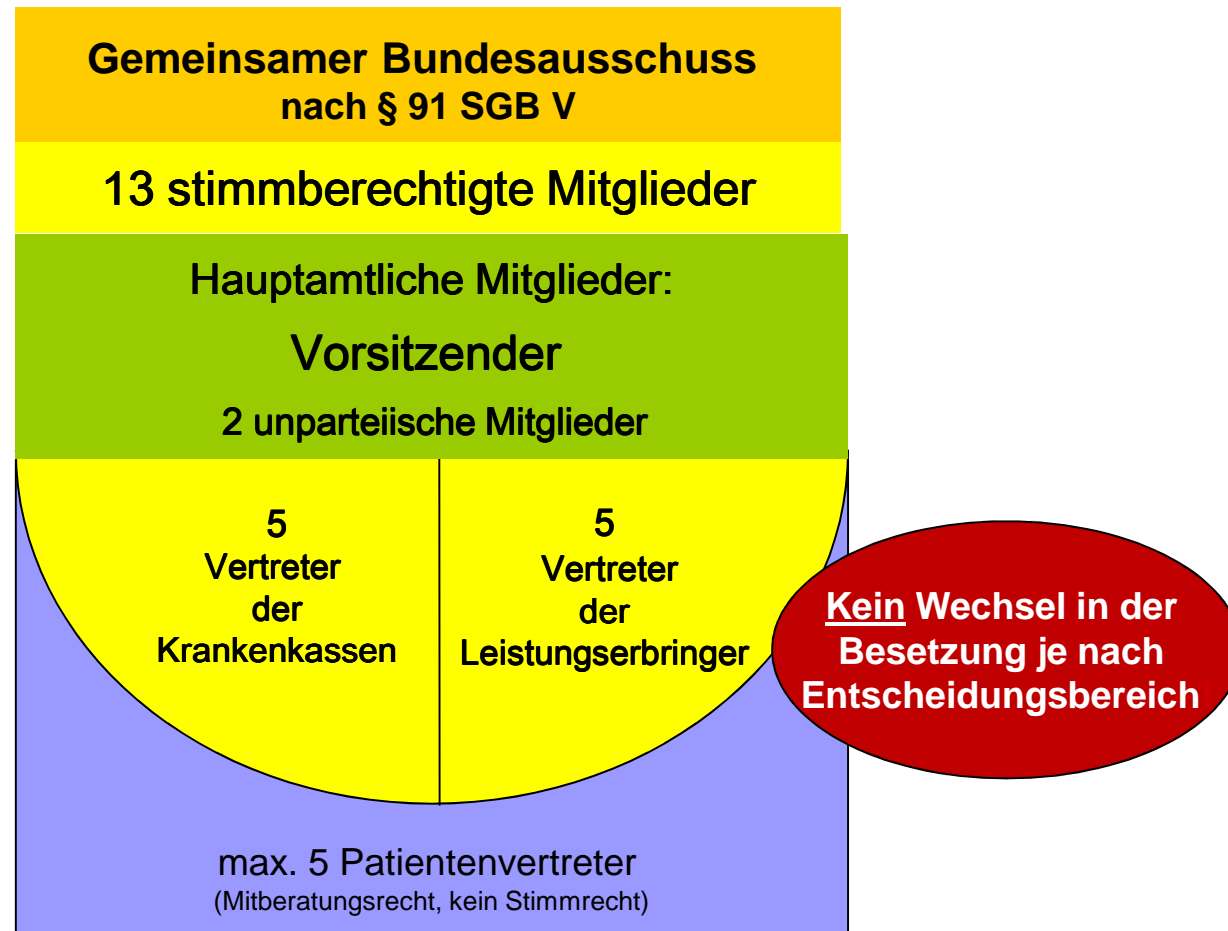 Gemeinsamer Bundesausschuss
nach § 91 SGB V
13 stimmberechtigte Mitglieder
Hauptamtliche Mitglieder:
Vorsitzender
2 unparteiische Mitglieder
5
Vertreter
der
Krankenkassen
5
Vertreter
der
Leistungserbringer
Kein Wechsel in der
Besetzung je nach
Entscheidungsbereich
max. 5 Patientenvertreter
(Mitberatungsrecht, kein Stimmrecht)